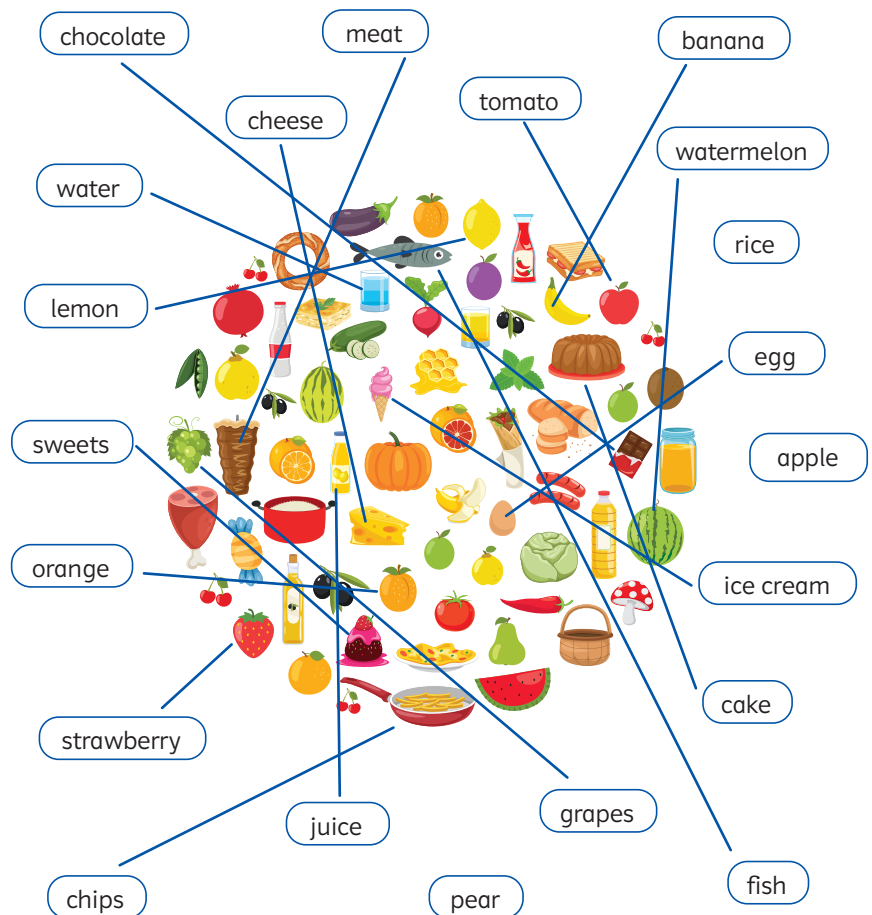 chocolate
meat
banana
cheese
tomato
watermelon
water
rice
lemon
egg
sweets
apple
orange
ice cream
strawberry
cake
juice
grapes
chips
pear
fish